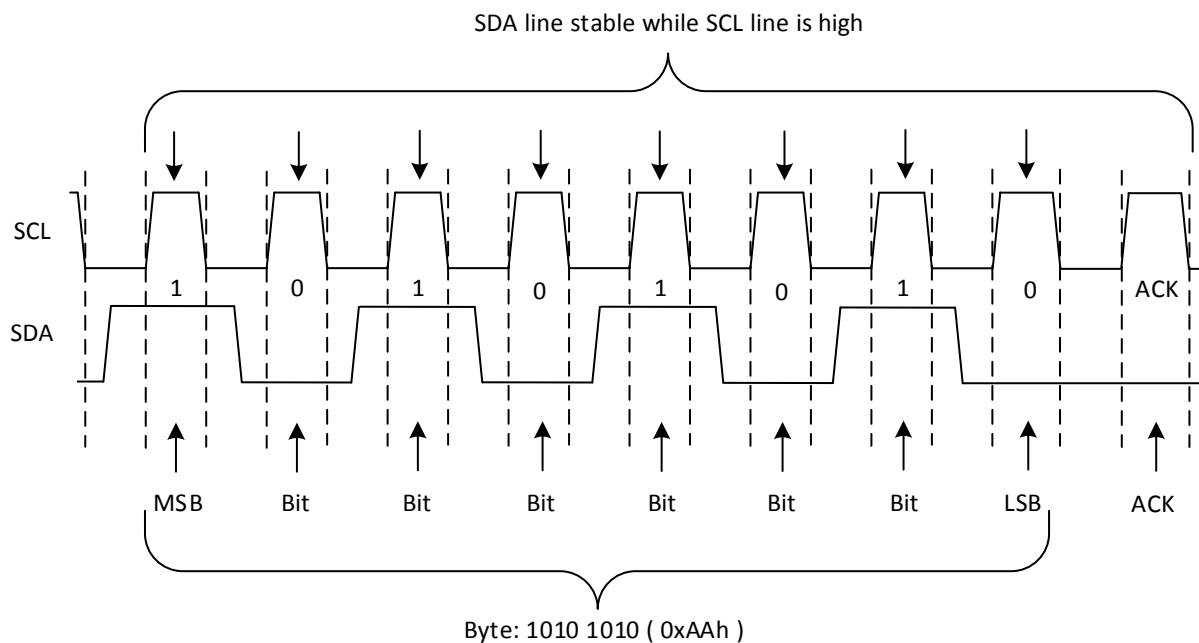 SDA line stable while SCL line is high
SCL
1 0 1 0 1 0 1 0 ACK
SDA
MSB Bit Bit Bit Bit Bit Bit LSB ACK
Byte: 1010 1010 ( 0xAAh )